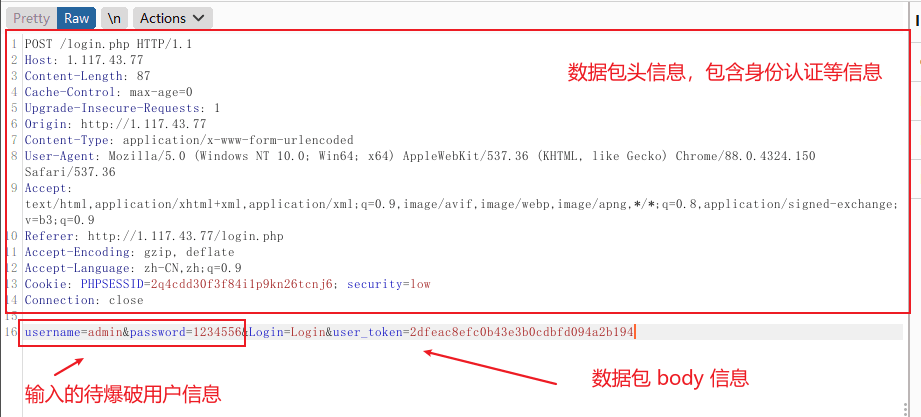 Pretty Raw \n Actions
1 POST /login.php HTTP/1.1
2 Host: 1.117.43.77
3 Content-Length: 87
4 Cache-Control: max-age=0
5 Upgrade-Insecure-Requests: 1
6 Origin: http://1.117.43.77
7 Content-Type: application/x-www-form-urlencoded
8 User-Agent: Mozilla/5.0 (Windows NT 10.0; Win64; x64) AppleWebKit/537.36 (KHTML, like Gecko) Chrome/88.0.4324.150
Safari/537.36
9 Accept:
text/html,application/xhtml+xml,application/xml;q=0.9,image/avif,image/webp,image/apng,*/*;q=0.8,application/signed-exchange;
v=b3;q=0.9
10 Referer: http://1.117.43.77/login.php
11 Accept-Encoding: gzip, deflate
12 Accept-Language: zh-CN,zh;q=0.9
13 Cookie: PHPSESSID=2q4cdd30f3f84i1p9kn26tcnj6; security=low
14 Connection: close
15
16 username=admin&password=1234556&Login=Login&user_token=2dfeac8efc0b43e3b0cdbfd094a2b194
数据包头信息，包含身份认证等信息
输入的待爆破用户信息
数据包 body 信息